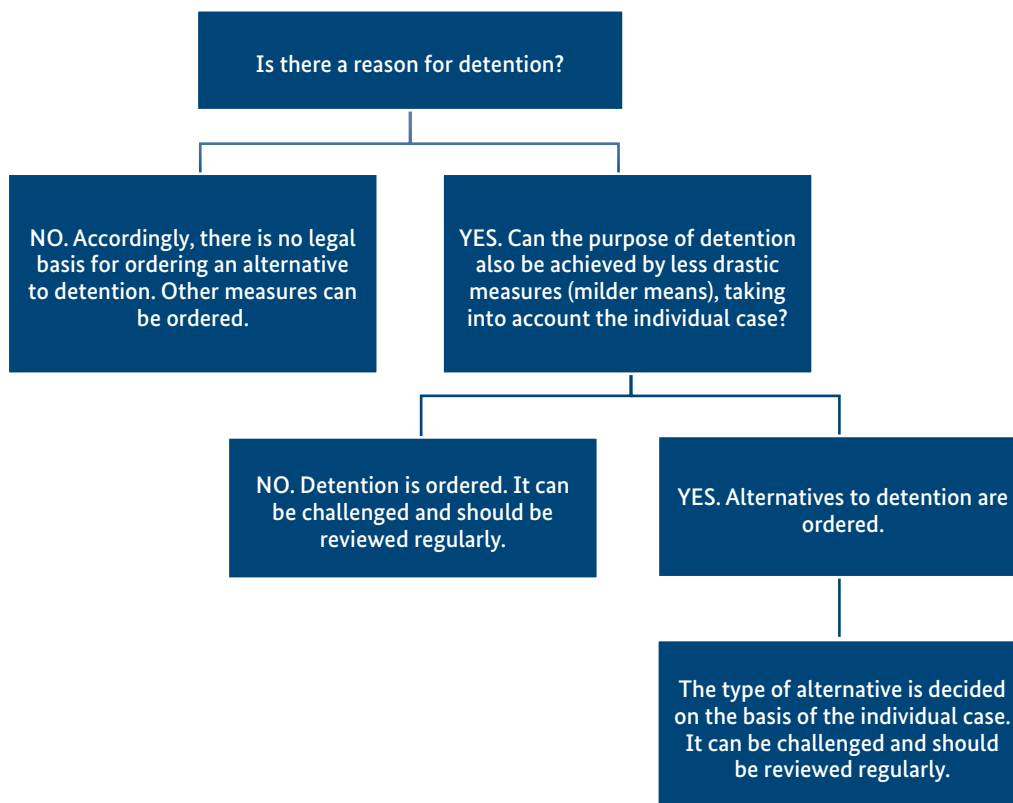 Is there a reason for detention?
NO. Accordingly, there is no legal
basis for ordering an alternative
to detention. Other measures can
be ordered.
YES. Can the purpose of detention
also be achieved by less drastic
measures (milder means), taking
into account the individual case?
NO. Detention is ordered. It can
be challenged and should be
reviewed regularly.
YES. Alternatives to detention are
ordered.
The type of alternative is decided
on the basis of the individual case.
It can be challenged and should
be reviewed regularly.